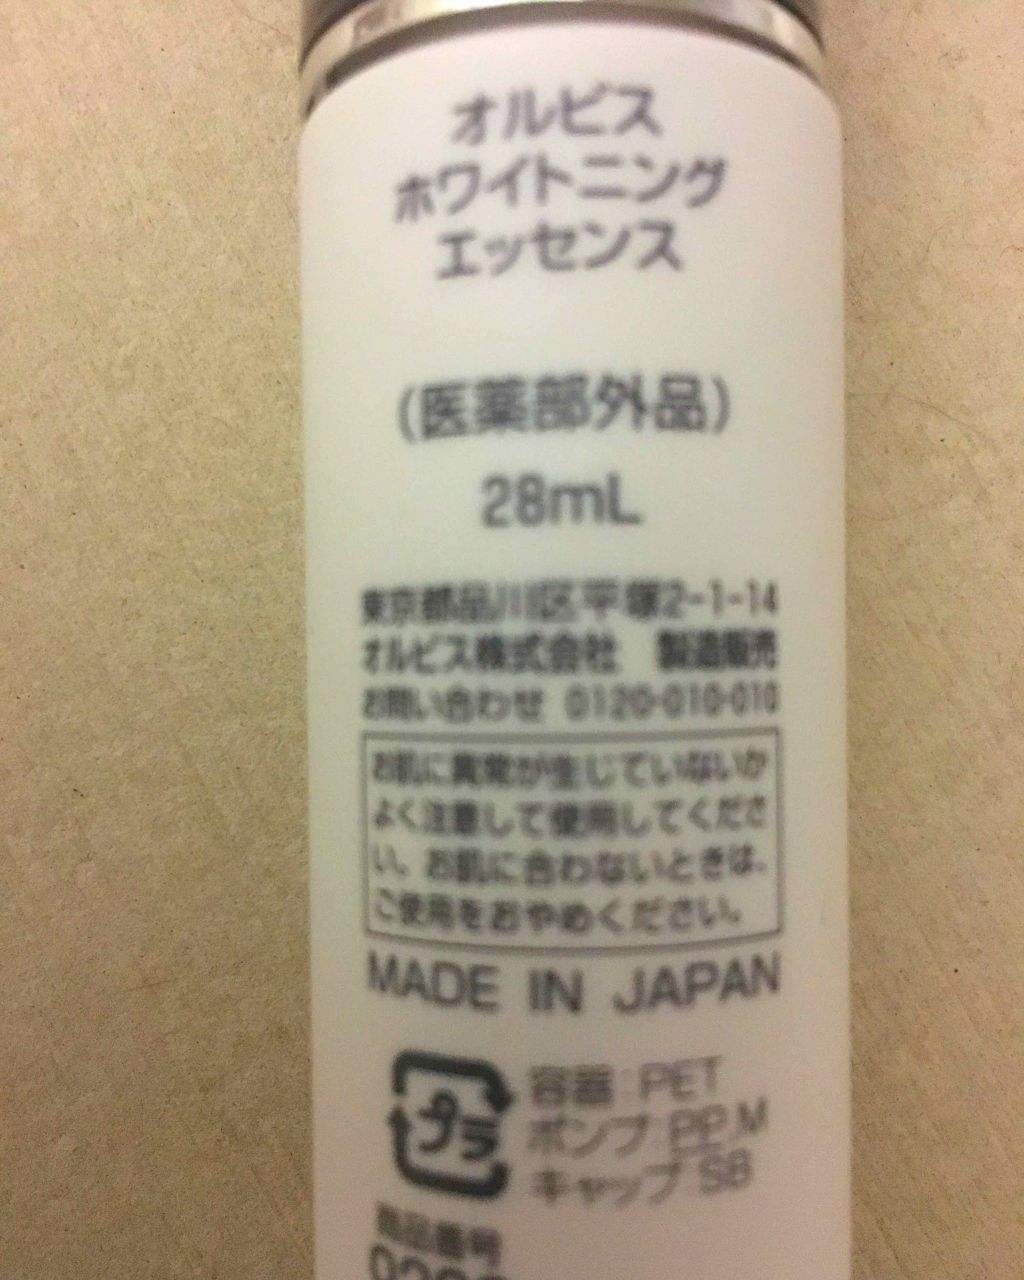 オルビス
ホワイトニング
エッセンス
(医薬部外品)
28mL
東京都品川区平塚2-1-14
オルビス株式会社 製造販売
お問い合わせ 0120-010-010
お肌に異常が生じていないか
よく注意して使用してくださ
い。お肌に合わないときは、
ご使用をおやめください。
MADE IN JAPAN
プラ
容器:PET
ポンプ:PP,M
キャップ:SB
商品番号